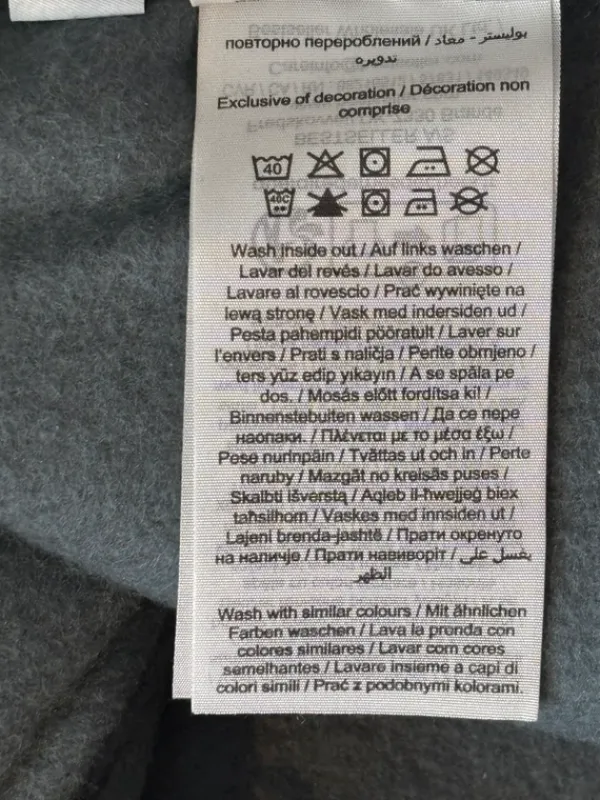 повторно перероблений / بوليستر - معاد
تدويره
Exclusive of decoration / Décoration non
comprise
40
40C
Wash inside out / Auf links waschen /
Lavar del revés / Lavar do avesso /
Lavare al rovescio / Prać wywinięte na
lewą stronę / Vask med indersiden ud /
Pesta pahempidi pööratult / Laver sur
l'envers / Prati s naličja / Perite obrnjeno /
ters yüz edip yıkayın / A se spăla pe
dos. / Mosás előtt fordítsa ki! /
Binnenstebuiten wassen / Да се пере
наопаки. / Πλένεται με το μέσα έξω /
Pese nurinpäin / Tvättas ut och in / Perte
naruby / Mazgāt no kreisās puses /
Skalbti išverstą / Aqleb il-ħwejjeġ biex
taħsilhom / Vaskes med innsiden ut /
Lajeni brenda-jashtë / Прати окренуто
на наличје / Прати навиворіт / يغسل على
الظهر
Wash with similar colours / Mit ähnlichen
Farben waschen / Lava la prenda con
colores similares / Lavar com cores
semelhantes / Lavare insieme a capi di
colori simili / Prać z podobnymi kolorami.